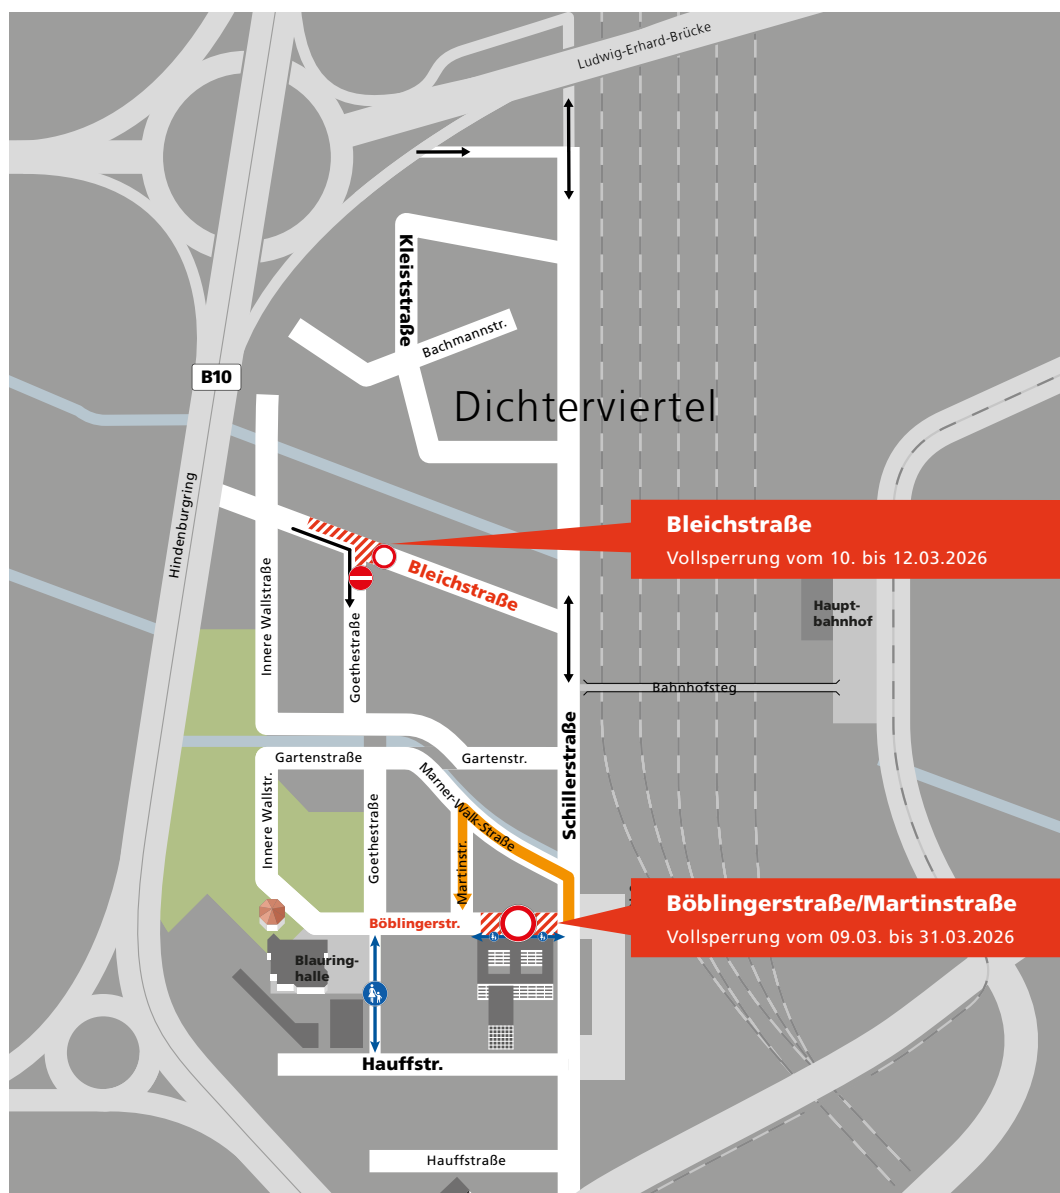 Ludwig-Erhard-Brücke
Kleiststraße
Bachmannstr.
B10
Dichterviertel
Hindenburgring
Bleichstraße
Vollsperrung vom 10. bis 12.03.2026
Bleichstraße
Innere Wallstraße
Goethestraße
Haupt-
bahnhof
Bahnhofsteg
Schillerstraße
Gartenstraße
Gartenstr.
Marner-Walk-Straße
Innere Wallstr.
Goethestraße
Martinstr.
Böblingerstraße/Martinstraße
Vollsperrung vom 09.03. bis 31.03.2026
Böblingerstr.
Blauring-
halle
Hauffstr.
Hauffstraße